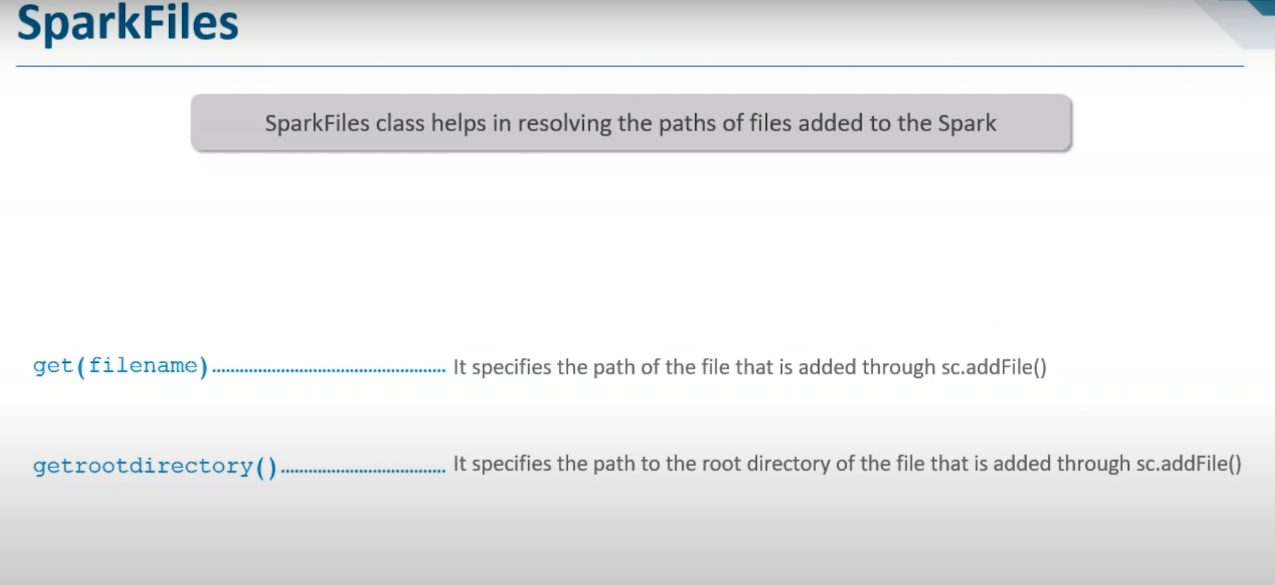 SparkFiles
SparkFiles class helps in resolving the paths of files added to the Spark
get(filename)........................................ It specifies the path of the file that is added through sc.addFile()
getrootdirectory()............................ It specifies the path to the root directory of the file that is added through sc.addFile()